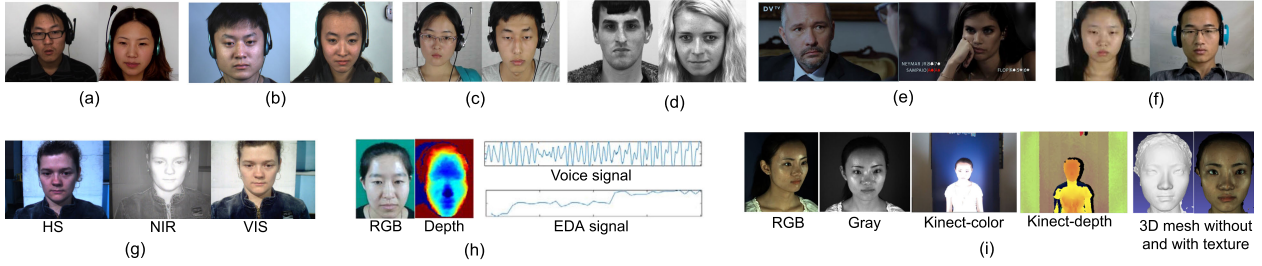 DV TV
(a) (b) (c) (d) (e) (f)
HS NIR VIS
(g)
RGB Depth
Voice signal
EDA signal
(h)
RGB Gray Kinect-color Kinect-depth
3D mesh without
and with texture
(i)